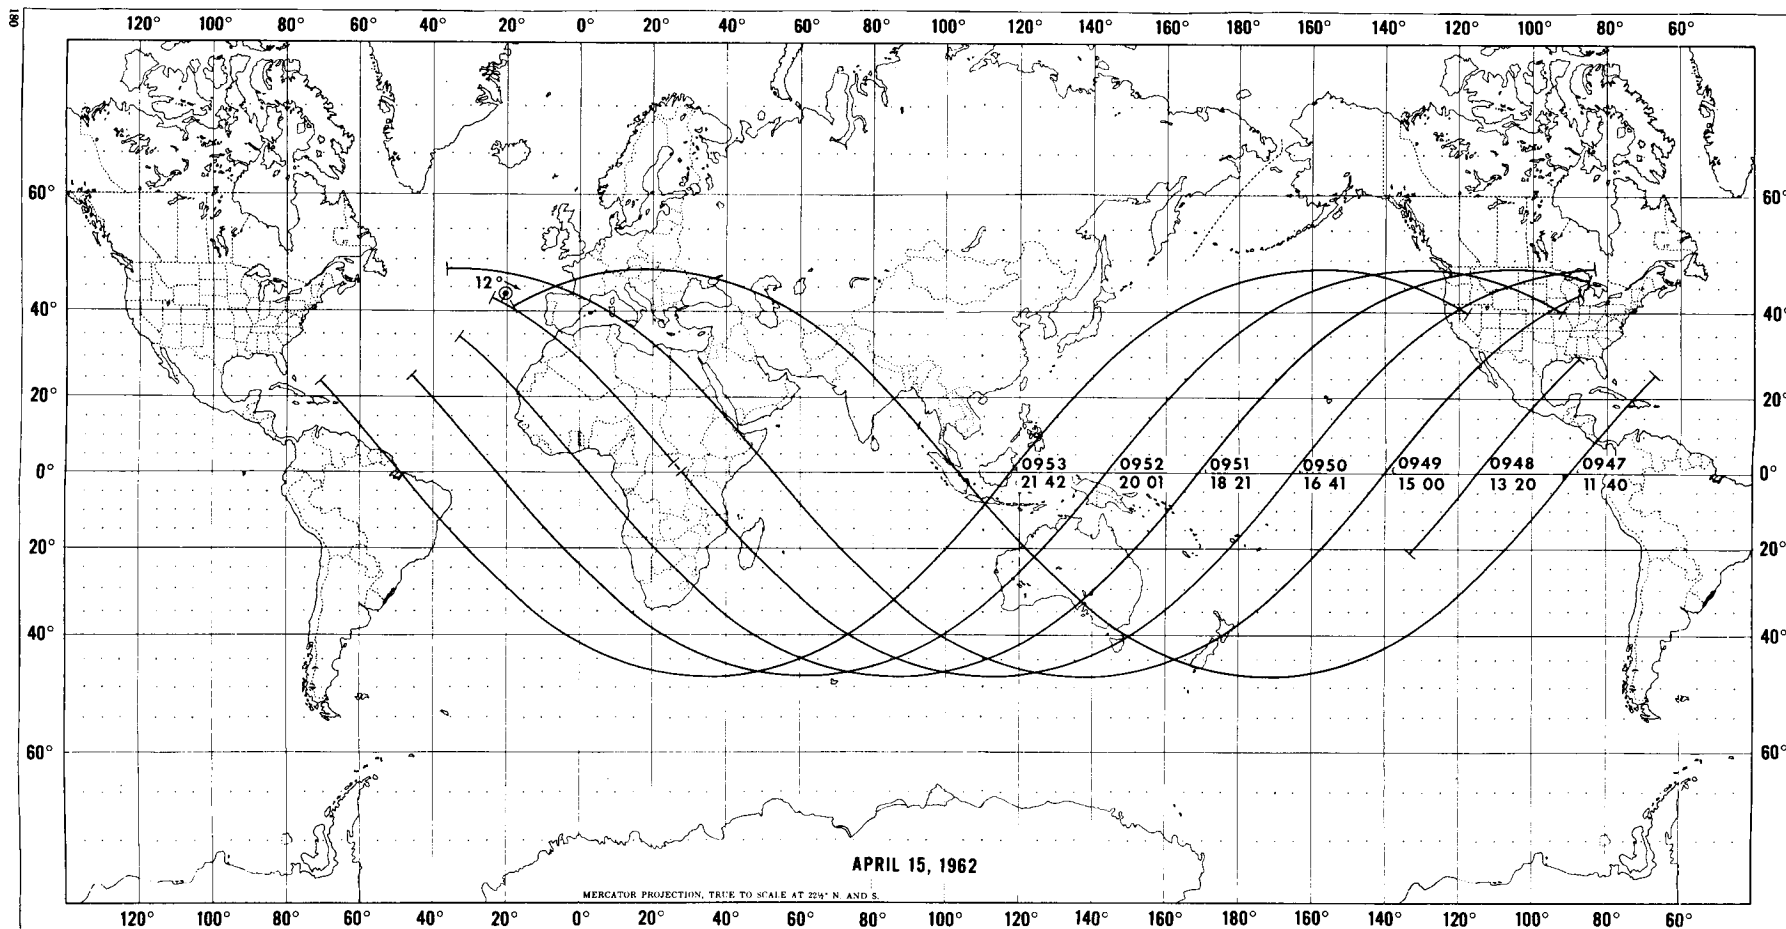 180
120° 100° 80° 60° 40° 20° 0° 20° 40° 60° 80° 100° 120° 140° 160° 180° 160° 140° 120° 100° 80° 60°
60° 60°
12°
40° 40°
20° 20°
0° 0953 0952 0951 0950 0949 0948 0947 0°
21 42 20 01 18 21 16 41 15 00 13 20 11 40
20° 20°
40° 40°
60° 60°
APRIL 15, 1962
MERCATOR PROJECTION, TRUE TO SCALE AT 22½° N. AND S.
120° 100° 80° 60° 40° 20° 0° 20° 40° 60° 80° 100° 120° 140° 160° 180° 160° 140° 120° 100° 80° 60°